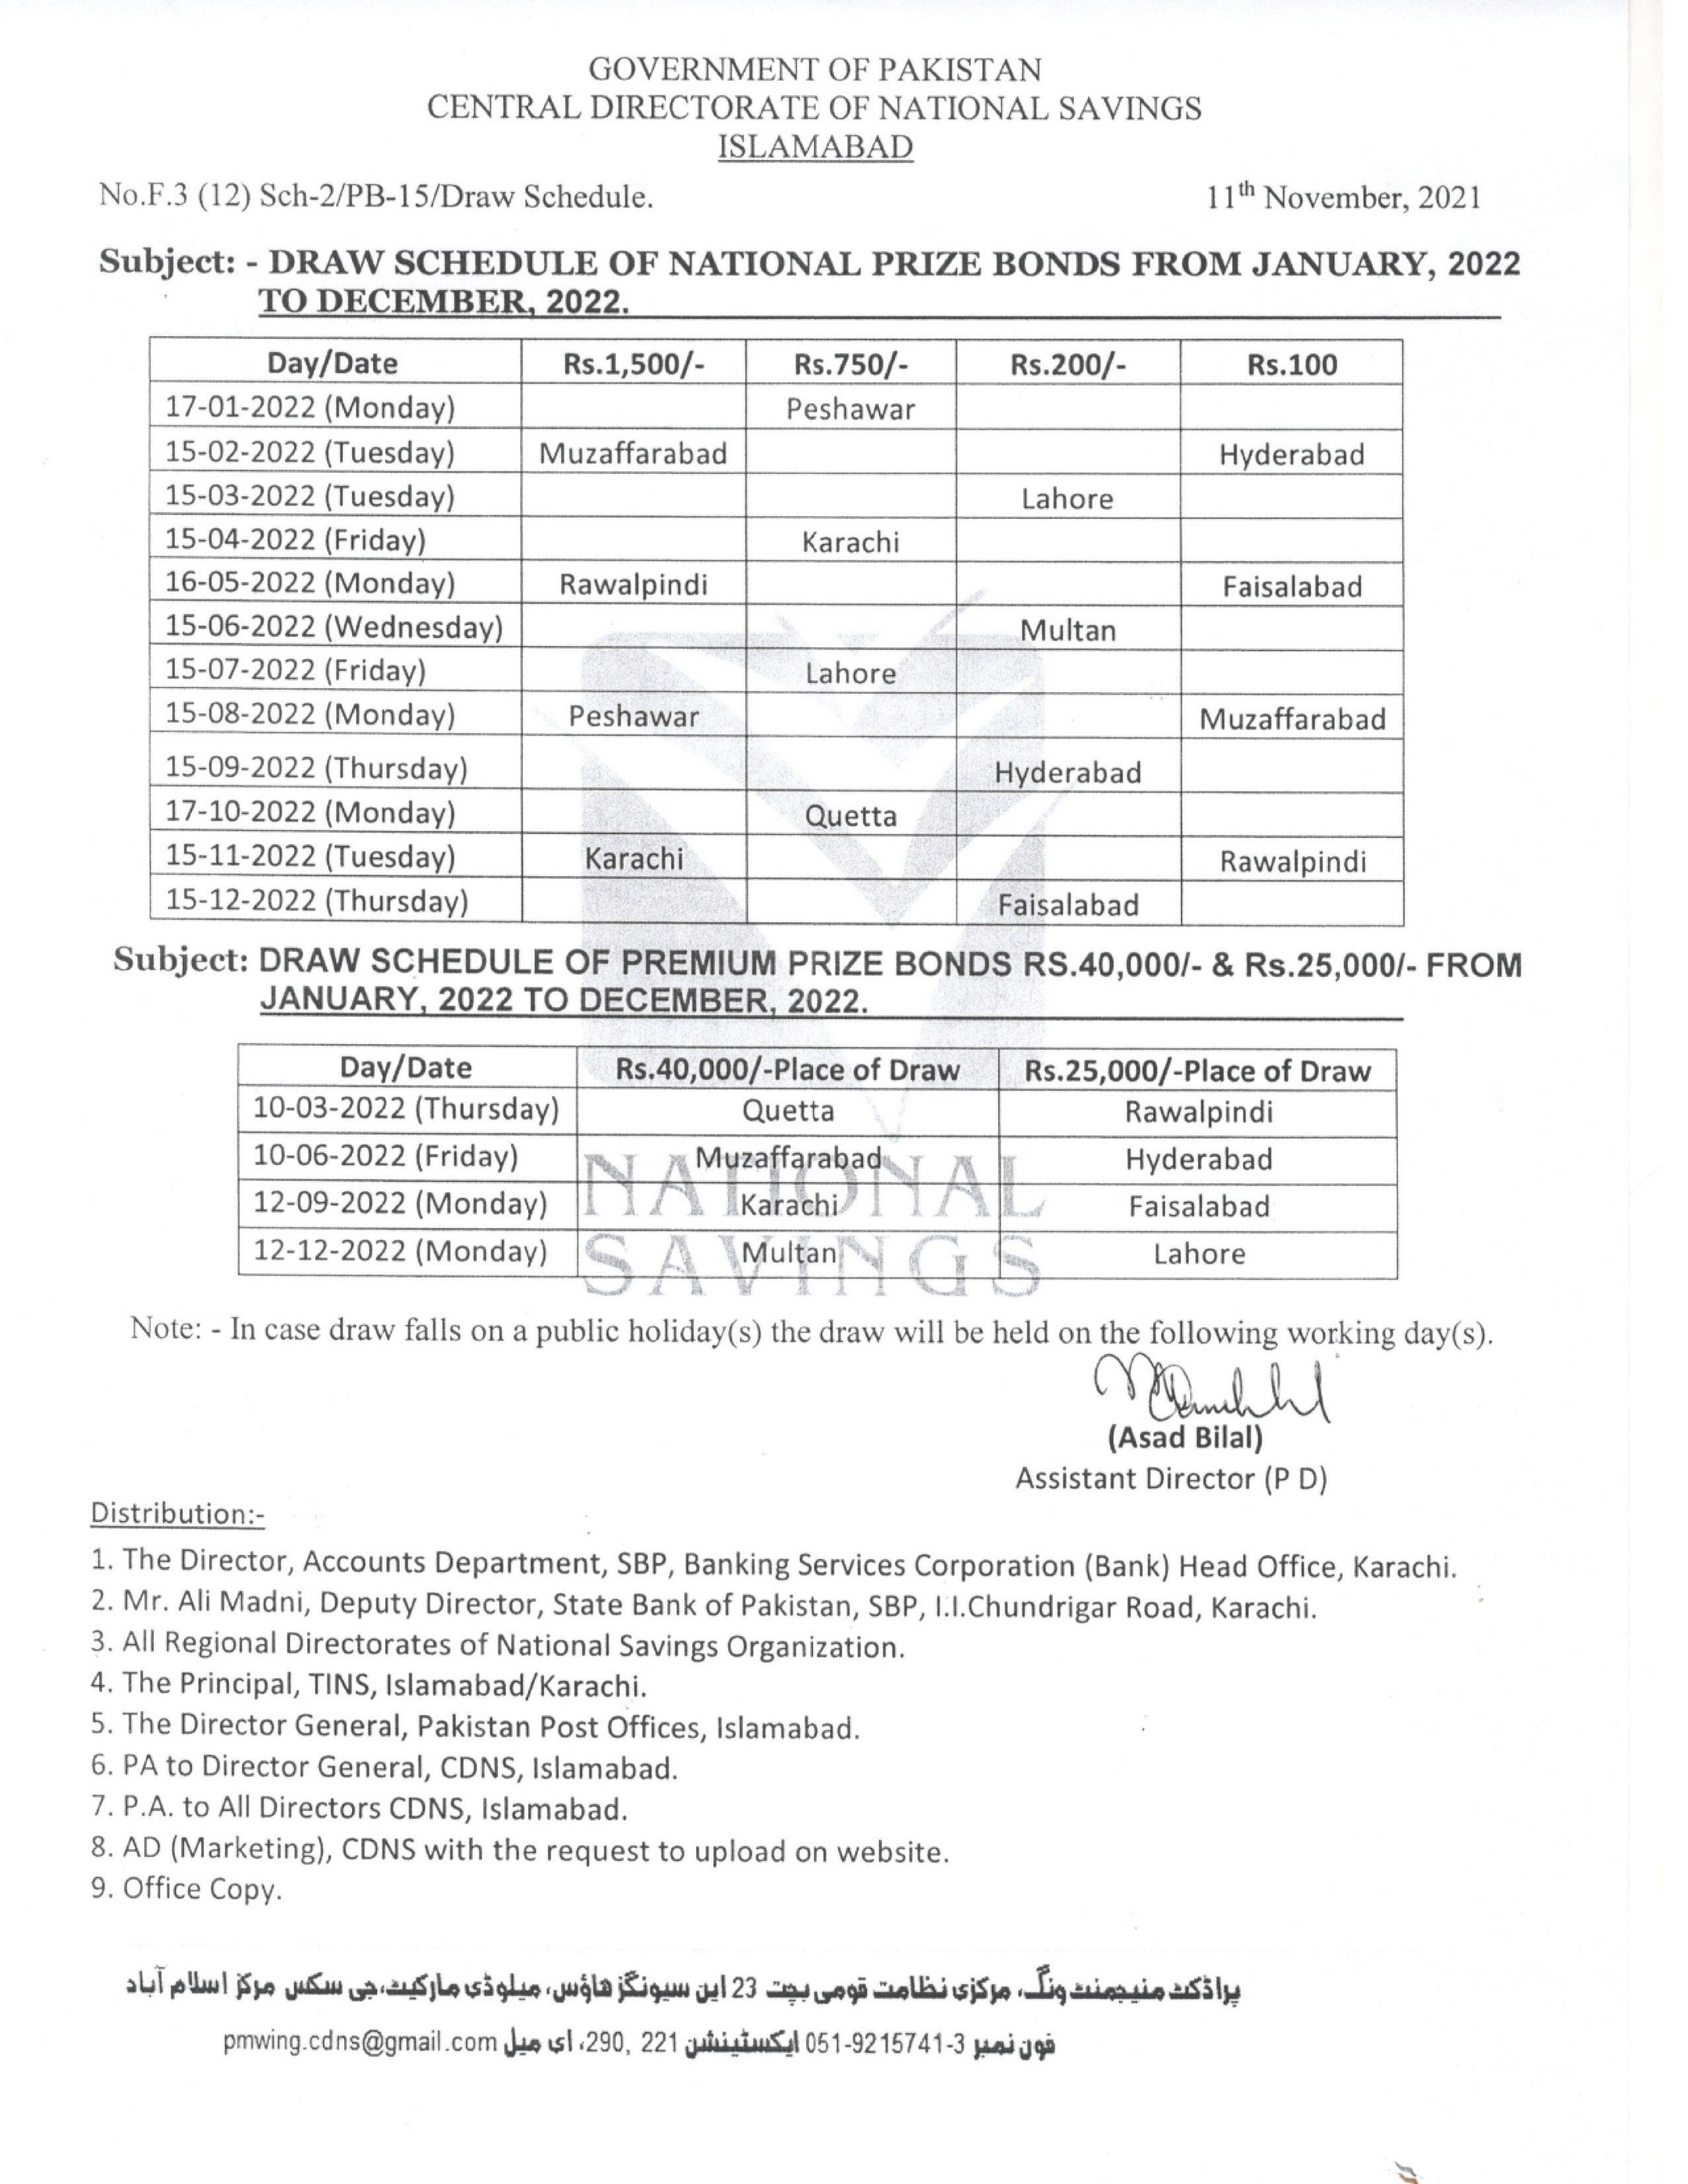 GOVERNMENT OF PAKISTAN
CENTRAL DIRECTORATE OF NATIONAL SAVINGS
ISLAMABAD
No.F.3 (12) Sch-2/PB-15/Draw Schedule. 11th November, 2021
Subject: - DRAW SCHEDULE OF NATIONAL PRIZE BONDS FROM JANUARY, 2022
TO DECEMBER, 2022.
Day/Date Rs.1,500/- Rs.750/- Rs.200/- Rs.100
17-01-2022 (Monday) Peshawar
15-02-2022 (Tuesday) Muzaffarabad Hyderabad
15-03-2022 (Tuesday) Lahore
15-04-2022 (Friday) Karachi
16-05-2022 (Monday) Rawalpindi Faisalabad
15-06-2022 (Wednesday) Multan
15-07-2022 (Friday) Lahore
15-08-2022 (Monday) Peshawar Muzaffarabad
15-09-2022 (Thursday) Hyderabad
17-10-2022 (Monday) Quetta
15-11-2022 (Tuesday) Karachi Rawalpindi
15-12-2022 (Thursday) Faisalabad
Subject: DRAW SCHEDULE OF PREMIUM PRIZE BONDS RS.40,000/- & Rs.25,000/- FROM
JANUARY, 2022 TO DECEMBER, 2022.
Day/Date Rs.40,000/-Place of Draw Rs.25,000/-Place of Draw
10-03-2022 (Thursday) Quetta Rawalpindi
10-06-2022 (Friday) Muzaffarabad Hyderabad
12-09-2022 (Monday) Karachi Faisalabad
12-12-2022 (Monday) Multan Lahore
NATIONAL
SAVINGS
Note: - In case draw falls on a public holiday(s) the draw will be held on the following working day(s).
(Asad Bilal)
Assistant Director (P D)
Distribution:-
1. The Director, Accounts Department, SBP, Banking Services Corporation (Bank) Head Office, Karachi.
2. Mr. Ali Madni, Deputy Director, State Bank of Pakistan, SBP, I.I.Chundrigar Road, Karachi.
3. All Regional Directorates of National Savings Organization.
4. The Principal, TINS, Islamabad/Karachi.
5. The Director General, Pakistan Post Offices, Islamabad.
6. PA to Director General, CDNS, Islamabad.
7. P.A. to All Directors CDNS, Islamabad.
8. AD (Marketing), CDNS with the request to upload on website.
9. Office Copy.
پراڈکٹ منیجمنٹ ونگ، مرکزی نظامت قومی بچت 23 این سیونگز ہاؤس، میلوڈی مارکیٹ،جی سکس مرکز اسلام آباد
فون نمبر 3-9215741-051 ایکسٹینشن 221 ,290، ای میل pmwing.cdns@gmail.com